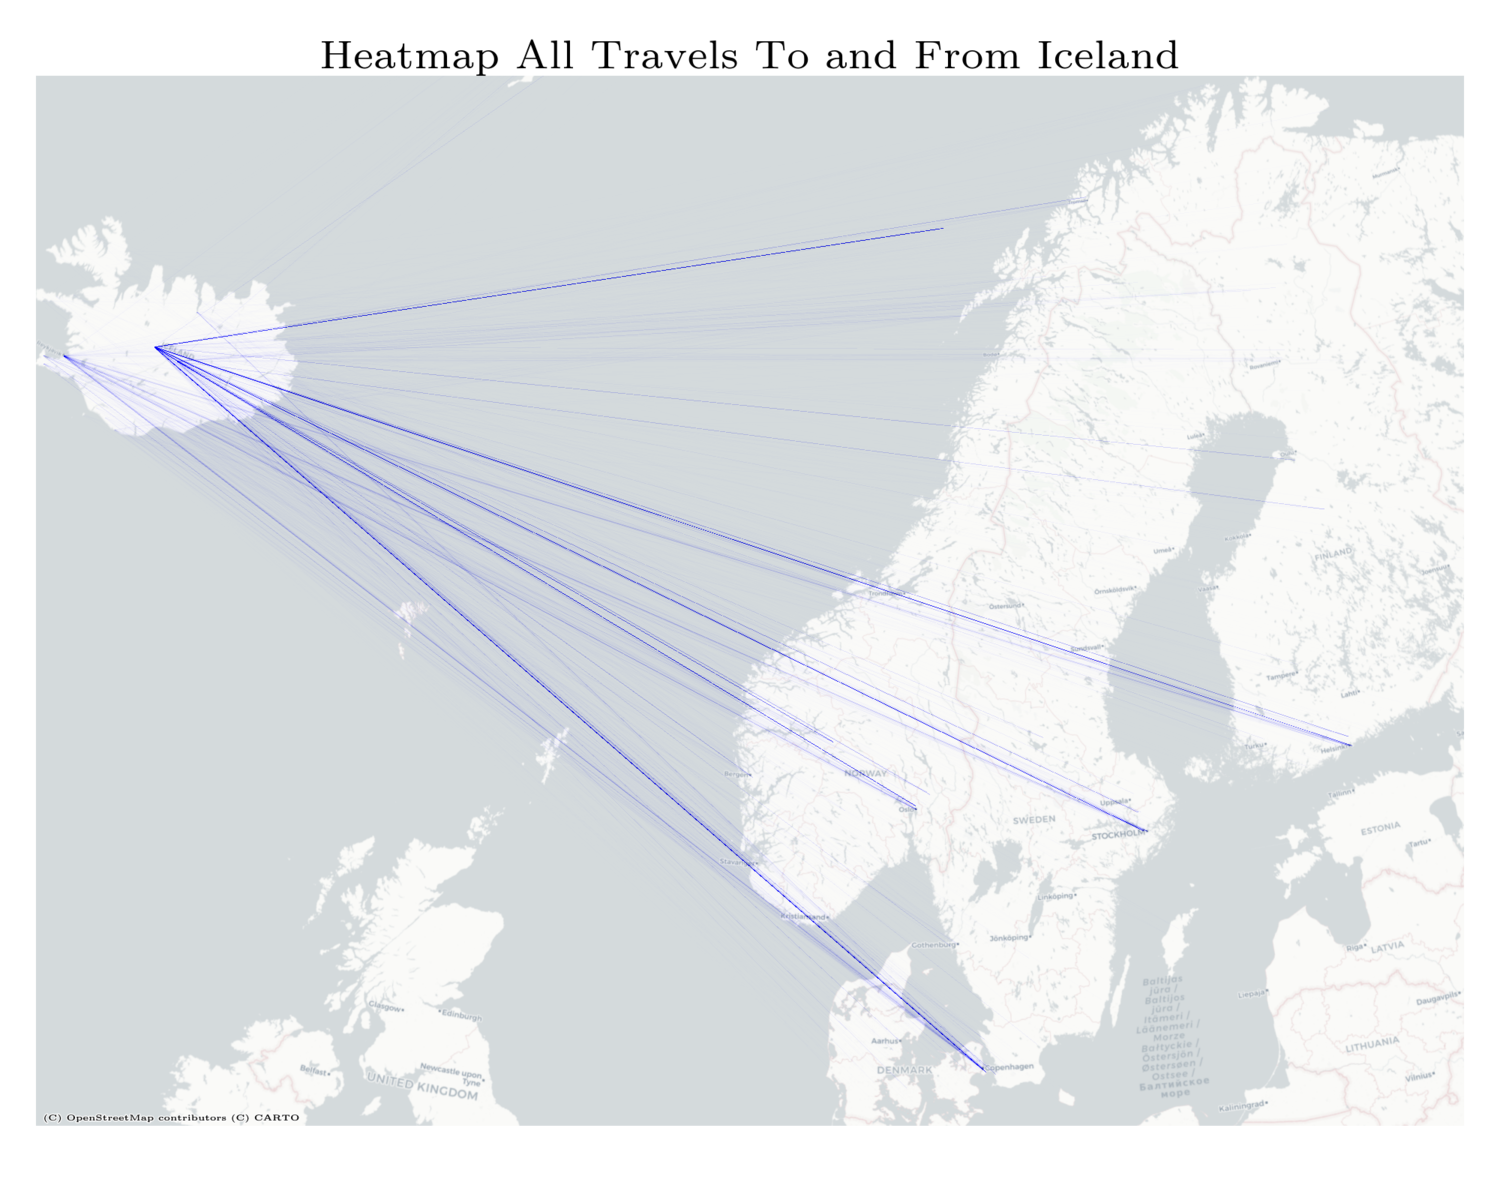 Heatmap All Travels To and From Iceland
Trondheim
Östersund
Örnsköldsvik
Umeå
Sundsvall
Luleå
Rovaniemi
Kokkola
Vaasa
FINLAND
Tampere
Lahti
Turku
Helsinki
Tallinn
ESTONIA
Tartu
Bergen
NORWAY
Oslo
SWEDEN
Uppsala
STOCKHOLM
Stavanger
Kristiansand
Linköping
Gothenburg
Jönköping
Riga
LATVIA
Liepaja
Daugavpils
Baltijas
jūra /
Baltijos
jūra /
Itämeri /
Läänemeri /
Morze
Bałtyckie /
Östersjön /
Østersøen /
Ostsee /
Балтийское
море
LITHUANIA
Vilnius
Kaliningrad
Aarhus
DENMARK
Copenhagen
Glasgow
Edinburgh
Belfast
Newcastle upon
Tyne
UNITED KINGDOM
(C) OpenStreetMap contributors (C) CARTO